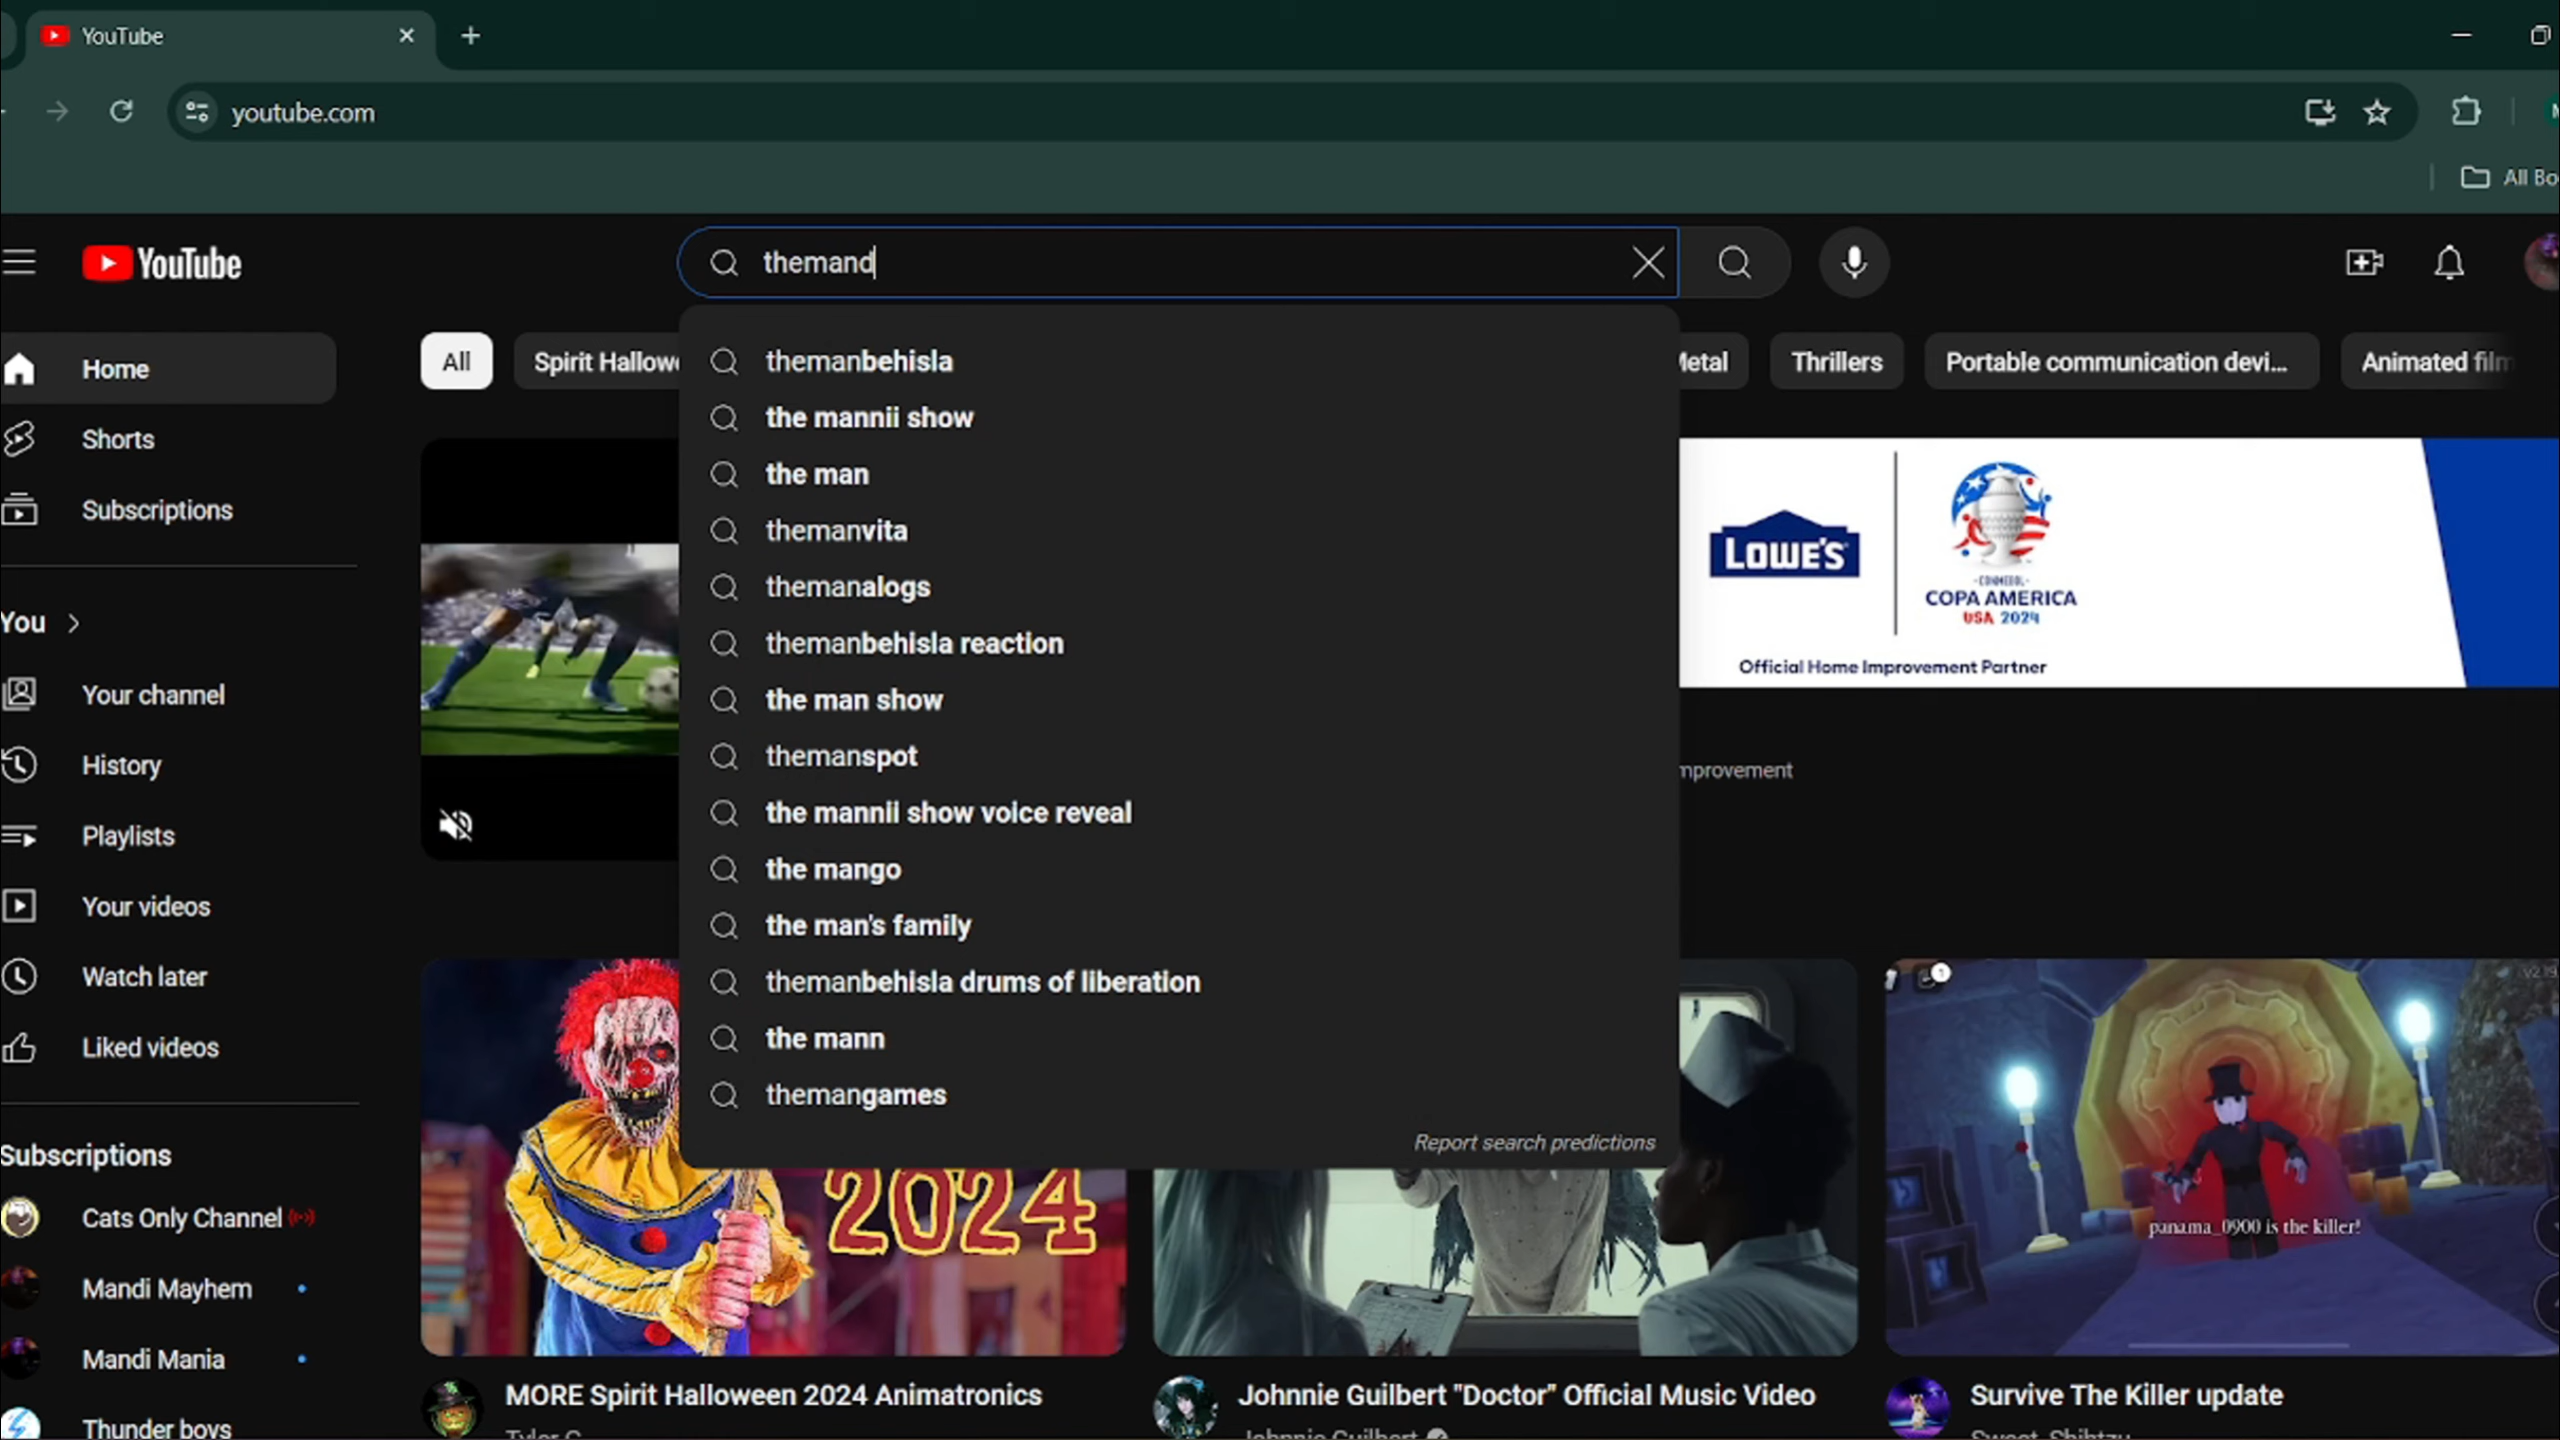 YouTube
youtube.com
All Bo
YouTube
themand
Home
Shorts
Subscriptions
You
Your channel
History
Playlists
Your videos
Watch later
Liked videos
Subscriptions
Cats Only Channel
Mandi Mayhem
Mandi Mania
Thunder boys
All
Spirit Hallow
Metal
Thrillers
Portable communication devi...
Animated film
themanbehisla
the mannii show
the man
themanvita
themanalogs
themanbehisla reaction
the man show
themanspot
the mannii show voice reveal
the mango
the man's family
themanbehisla drums of liberation
the mann
themangames
Report search predictions
LOWE'S
COPA AMERICA
USA 2024
Official Home Improvement Partner
mprovement
2024
1
panama_0900 is the killer!
MORE Spirit Halloween 2024 Animatronics
Johnnie Guilbert "Doctor" Official Music Video
Johnnie Guilbert
Survive The Killer update